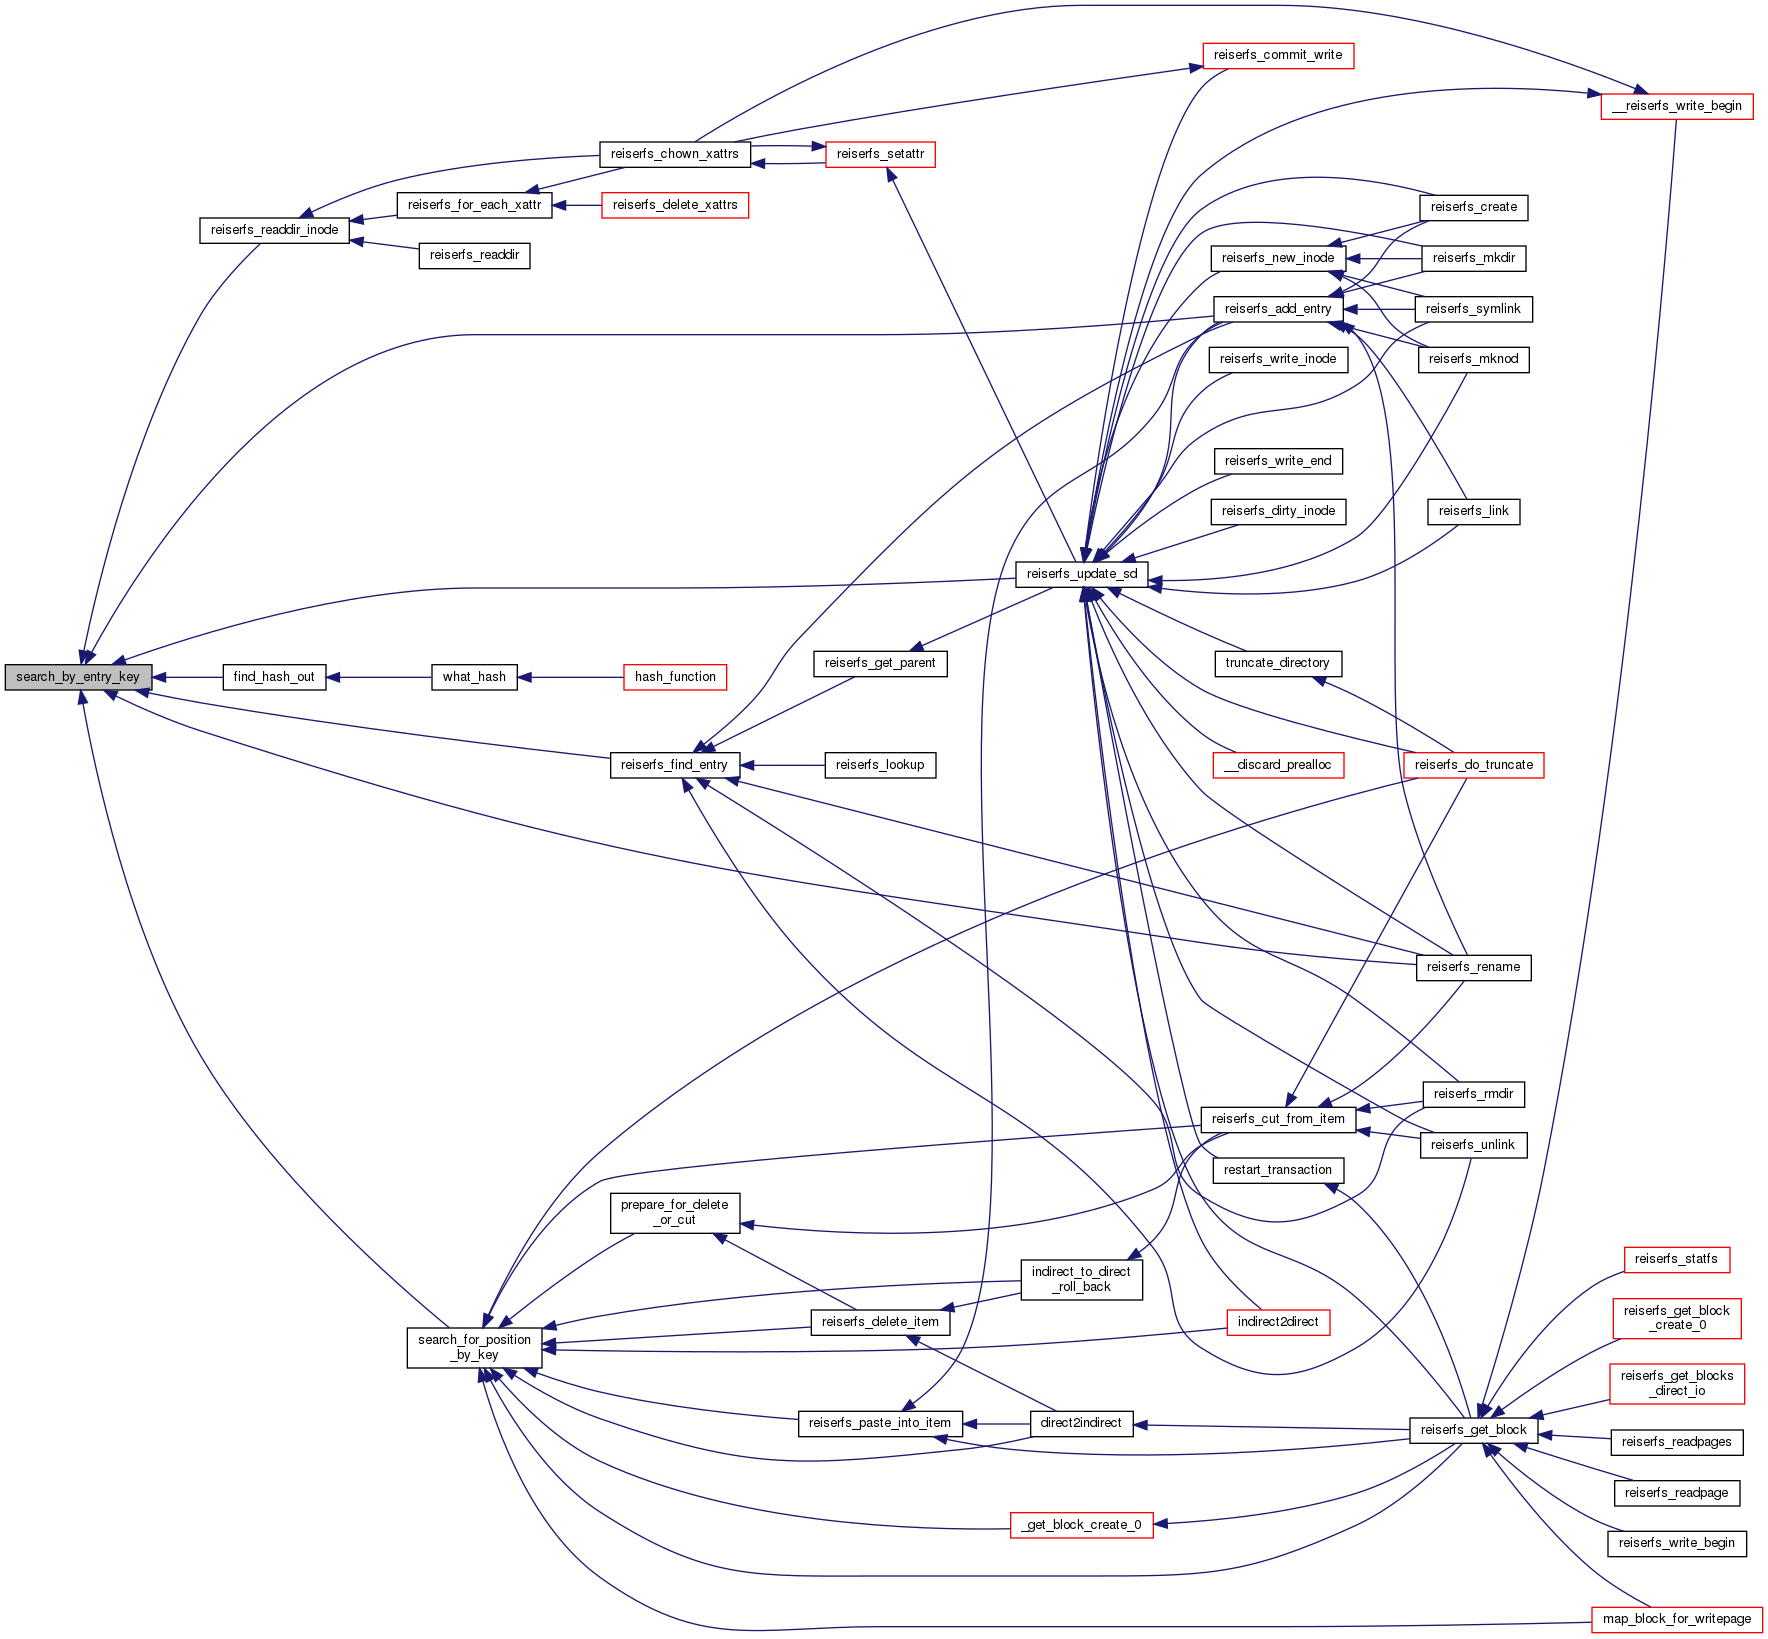 reiserfs_commit_write
__reiserfs_write_begin
reiserfs_chown_xattrs
reiserfs_setattr
reiserfs_for_each_xattr
reiserfs_delete_xattrs
reiserfs_create
reiserfs_readdir_inode
reiserfs_readdir
reiserfs_new_inode
reiserfs_mkdir
reiserfs_add_entry
reiserfs_symlink
reiserfs_write_inode
reiserfs_mknod
reiserfs_write_end
reiserfs_dirty_inode
reiserfs_link
reiserfs_update_sd
search_by_entry_key
find_hash_out
what_hash
hash_function
reiserfs_get_parent
truncate_directory
reiserfs_find_entry
reiserfs_lookup
__discard_prealloc
reiserfs_do_truncate
reiserfs_rename
reiserfs_rmdir
reiserfs_cut_from_item
reiserfs_unlink
restart_transaction
prepare_for_delete
_or_cut
indirect_to_direct
_roll_back
reiserfs_statfs
reiserfs_delete_item
indirect2direct
reiserfs_get_block
_create_0
search_for_position
_by_key
reiserfs_get_blocks
_direct_io
reiserfs_paste_into_item
direct2indirect
reiserfs_get_block
reiserfs_readpages
reiserfs_readpage
_get_block_create_0
reiserfs_write_begin
map_block_for_writepage